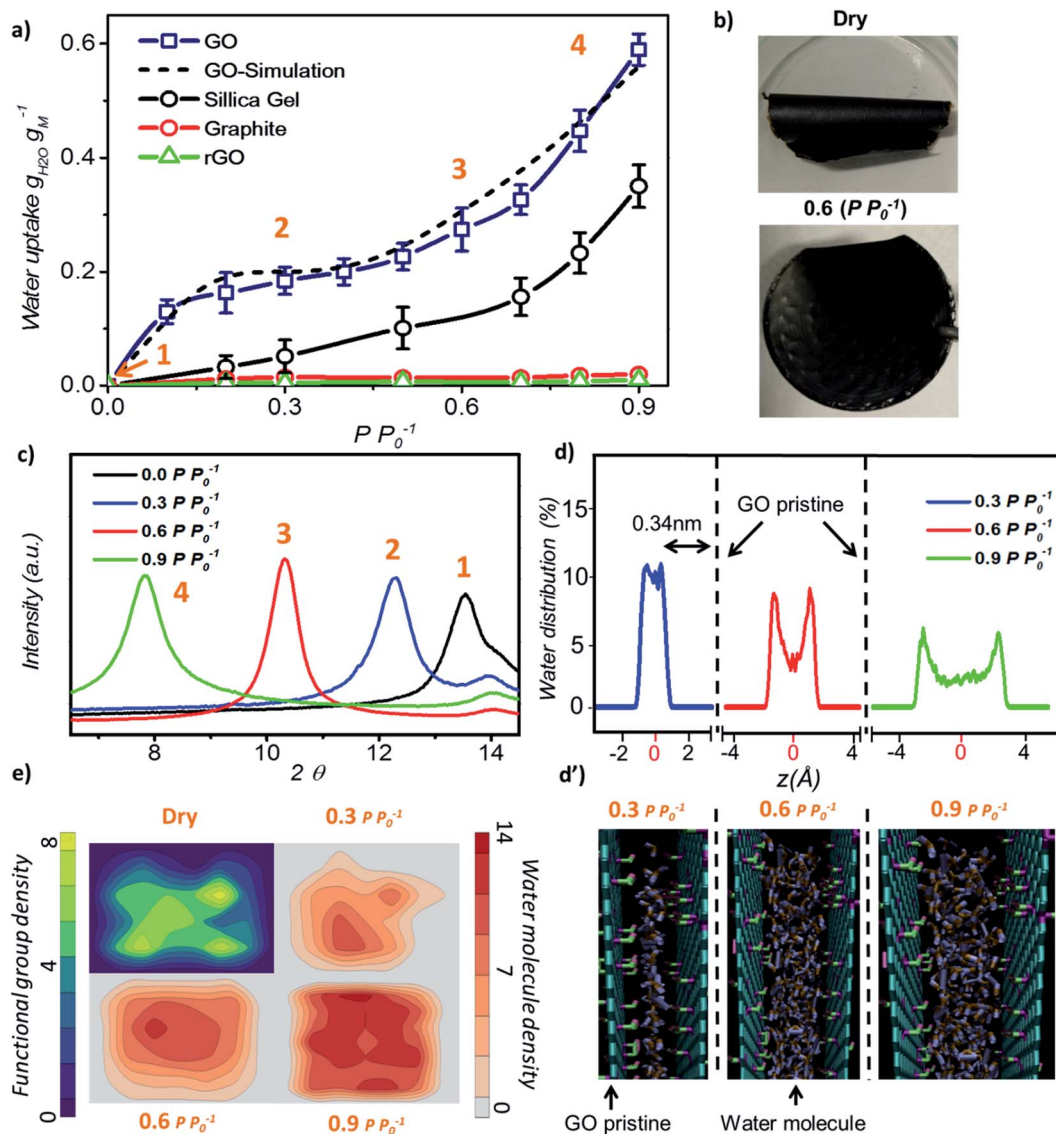 a)
Water uptake g_H2O g_M^-1
0.6
0.4
0.2
0.0
GO
GO-Simulation
Sillica Gel
Graphite
rGO
1
2
3
4
0.0 0.3 0.6 0.9
P P_0^-1
b)
Dry
0.6 (P P_0^-1)
c)
Intensity (a.u.)
0.0 P P_0^-1
0.3 P P_0^-1
0.6 P P_0^-1
0.9 P P_0^-1
4
3
2
1
8 10 12 14
2 θ
d)
Water distribution (%)
15
10
5
0
0.34nm
GO pristine
0.3 P P_0^-1
0.6 P P_0^-1
0.9 P P_0^-1
-2 0 2 -4 0 4 -4 0 4
z(Å)
e)
Functional group density
8
4
0
Dry
0.3 P P_0^-1
0.6 P P_0^-1
0.9 P P_0^-1
14
7
0
Water molecule density
d')
0.3 P P_0^-1
0.6 P P_0^-1
0.9 P P_0^-1
GO pristine
Water molecule